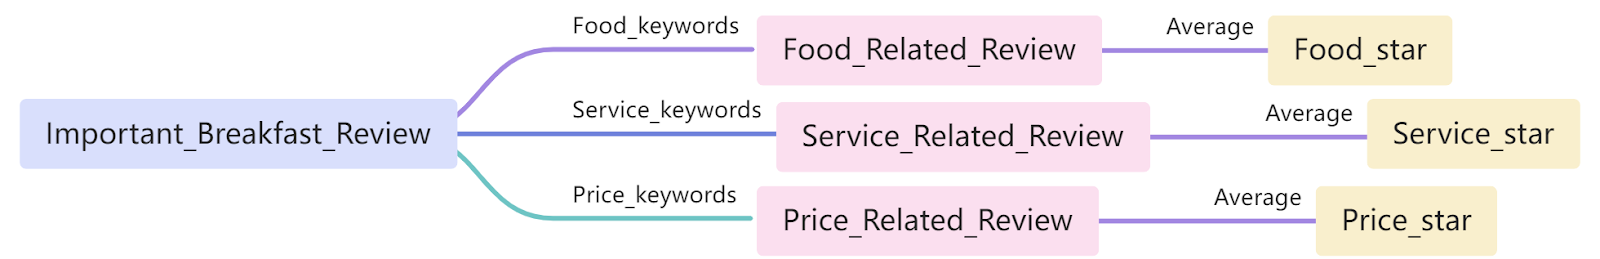 Food_keywords
Food_Related_Review
Average
Food_star
Important_Breakfast_Review
Service_keywords
Service_Related_Review
Average
Service_star
Price_keywords
Price_Related_Review
Average
Price_star